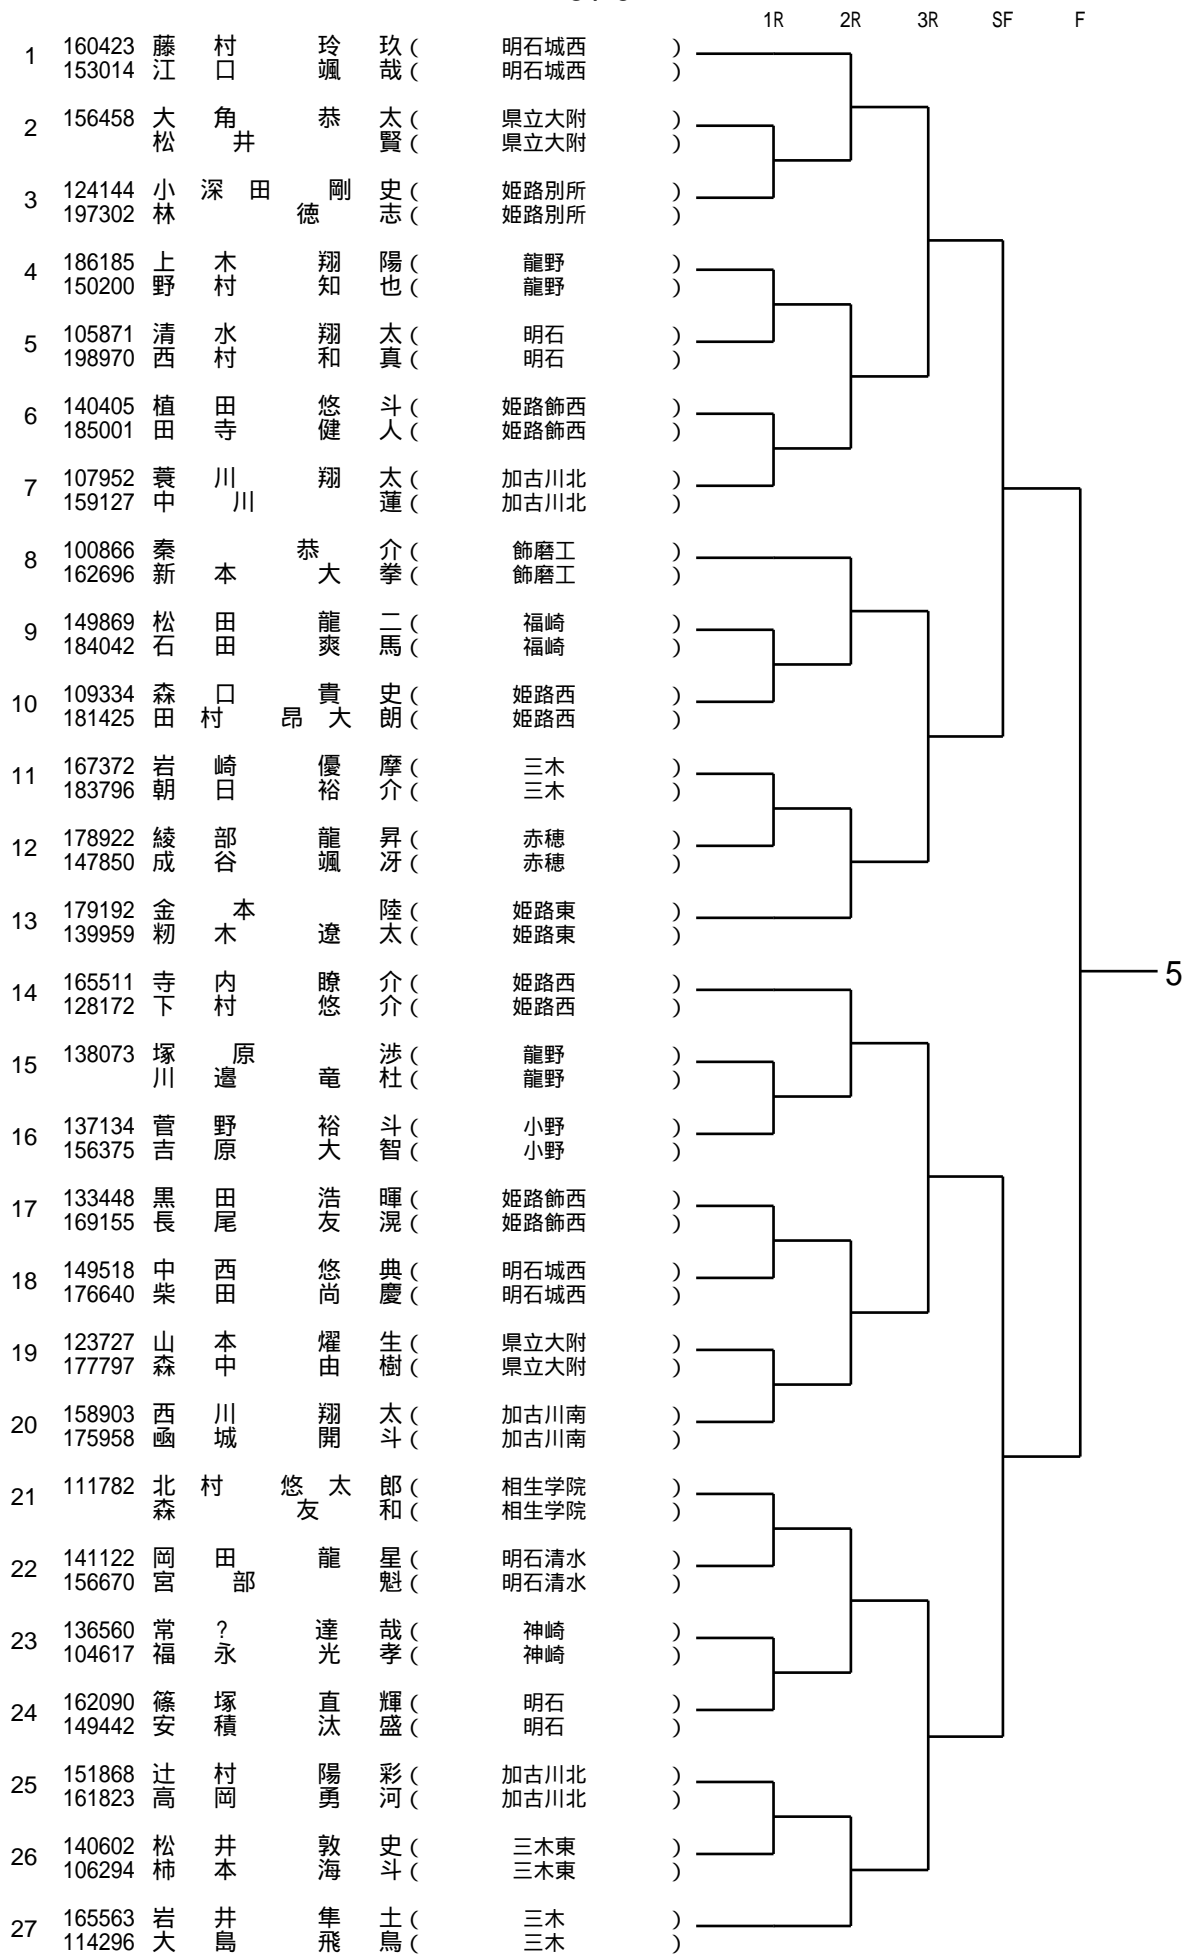 1R 2R 3R SF F
1 160423 藤村 玲玖 ( 明石城西 )
153014 江口 颯哉 ( 明石城西 )
2 156458 大角 恭太 ( 県立大附 )
松井 賢 ( 県立大附 )
3 124144 小深田 剛史 ( 姫路別所 )
197302 林 徳志 ( 姫路別所 )
4 186185 上木 翔陽 ( 龍野 )
150200 野村 知也 ( 龍野 )
5 105871 清水 翔太 ( 明石 )
198970 西村 和真 ( 明石 )
6 140405 植田 悠斗 ( 姫路飾西 )
185001 田寺 健人 ( 姫路飾西 )
7 107952 蓑川 翔太 ( 加古川北 )
159127 中川 蓮 ( 加古川北 )
8 100866 秦 恭介 ( 飾磨工 )
162696 新本 大拳 ( 飾磨工 )
9 149869 松田 龍二 ( 福崎 )
184042 石田 爽馬 ( 福崎 )
10 109334 森口 貴史 ( 姫路西 )
181425 田村 昂大朗 ( 姫路西 )
11 167372 岩崎 優摩 ( 三木 )
183796 朝日 裕介 ( 三木 )
12 178922 綾部 龍昇 ( 赤穂 )
147850 成谷 颯冴 ( 赤穂 )
13 179192 金本 陸 ( 姫路東 )
139959 籾木 遼太 ( 姫路東 )
5
14 165511 寺内 瞭介 ( 姫路西 )
128172 下村 悠介 ( 姫路西 )
15 138073 塚原 渉 ( 龍野 )
川邉 竜杜 ( 龍野 )
16 137134 菅野 裕斗 ( 小野 )
156375 吉原 大智 ( 小野 )
17 133448 黒田 浩暉 ( 姫路飾西 )
169155 長尾 友滉 ( 姫路飾西 )
18 149518 中西 悠典 ( 明石城西 )
176640 柴田 尚慶 ( 明石城西 )
19 123727 山本 燿生 ( 県立大附 )
177797 森中 由樹 ( 県立大附 )
20 158903 西川 翔太 ( 加古川南 )
175958 凾城 開斗 ( 加古川南 )
21 111782 北村 悠太郎 ( 相生学院 )
森 友和 ( 相生学院 )
22 141122 岡田 龍星 ( 明石清水 )
156670 宮部 魁 ( 明石清水 )
23 136560 常? 達哉 ( 神崎 )
104617 福永 光孝 ( 神崎 )
24 162090 篠塚 直輝 ( 明石 )
149442 安積 汰盛 ( 明石 )
25 151868 辻村 陽彩 ( 加古川北 )
161823 高岡 勇河 ( 加古川北 )
26 140602 松井 敦史 ( 三木東 )
106294 柿本 海斗 ( 三木東 )
27 165563 岩井 隼士 ( 三木 )
114296 大島 飛鳥 ( 三木 )